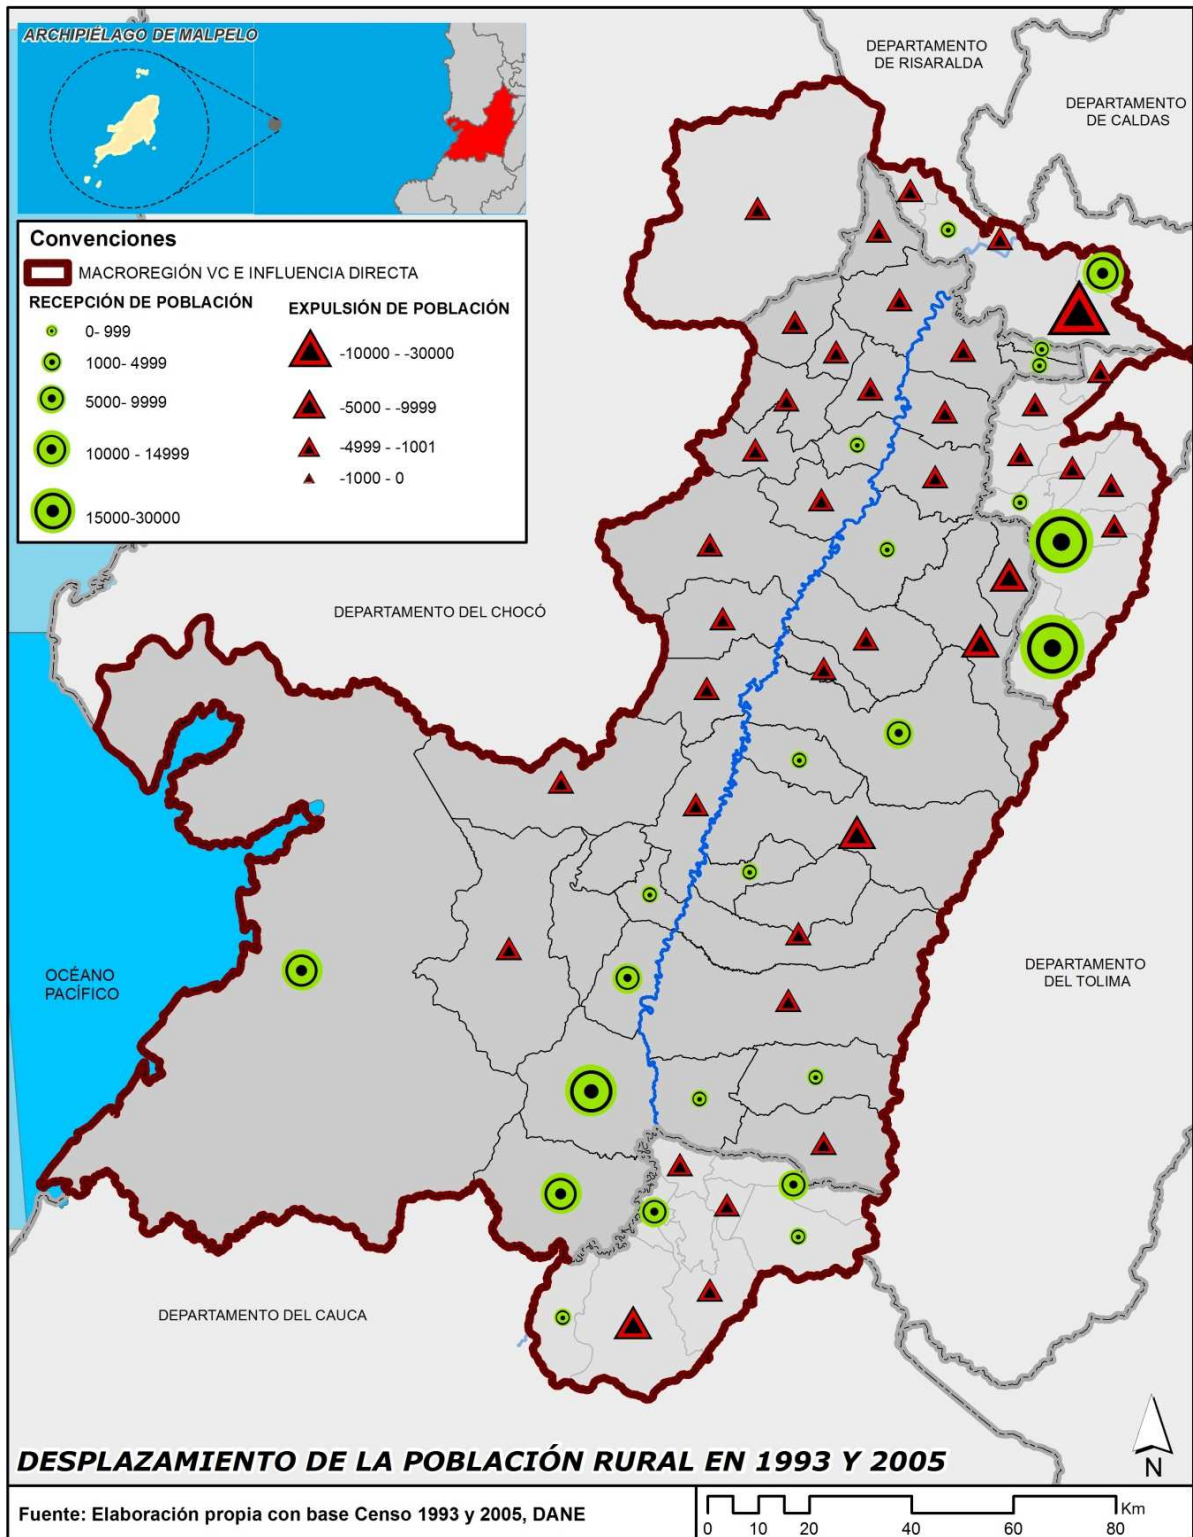 ARCHIPIÉLAGO DE MALPELO
DEPARTAMENTO
DE RISARALDA
DEPARTAMENTO
DE CALDAS
Convenciones
MACROREGIÓN VC E INFLUENCIA DIRECTA
RECEPCIÓN DE POBLACIÓN
0- 999
1000- 4999
5000- 9999
10000 - 14999
15000-30000
EXPULSIÓN DE POBLACIÓN
-10000 - -30000
-5000 - -9999
-4999 - -1001
-1000 - 0
DEPARTAMENTO DEL CHOCÓ
OCÉANO
PACÍFICO
DEPARTAMENTO
DEL TOLIMA
DEPARTAMENTO DEL CAUCA
N
DESPLAZAMIENTO DE LA POBLACIÓN RURAL EN 1993 Y 2005
Fuente: Elaboración propia con base Censo 1993 y 2005, DANE
Km
0 10 20 40 60 80